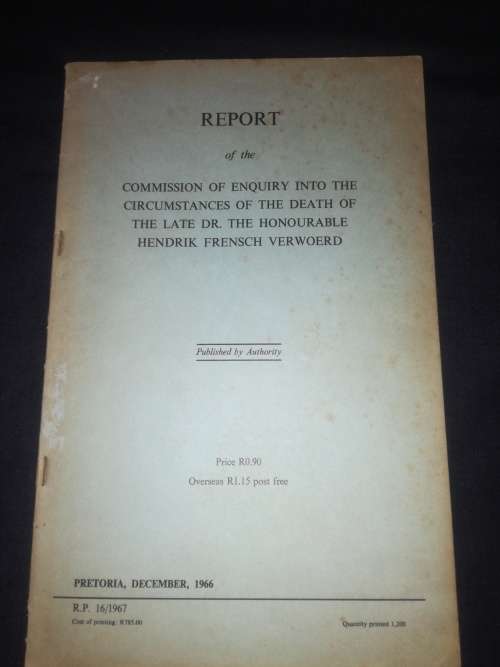 REPORT
of the
COMMISSION OF ENQUIRY INTO THE
CIRCUMSTANCES OF THE DEATH OF
THE LATE DR. THE HONOURABLE
HENDRIK FRENSCH VERWOERD
Published by Authority
Price R0.90
Overseas R1.15 post free
PRETORIA, DECEMBER, 1966
R.P. 16/1967
Cost of printing: R785.00
Quantity printed 1,200